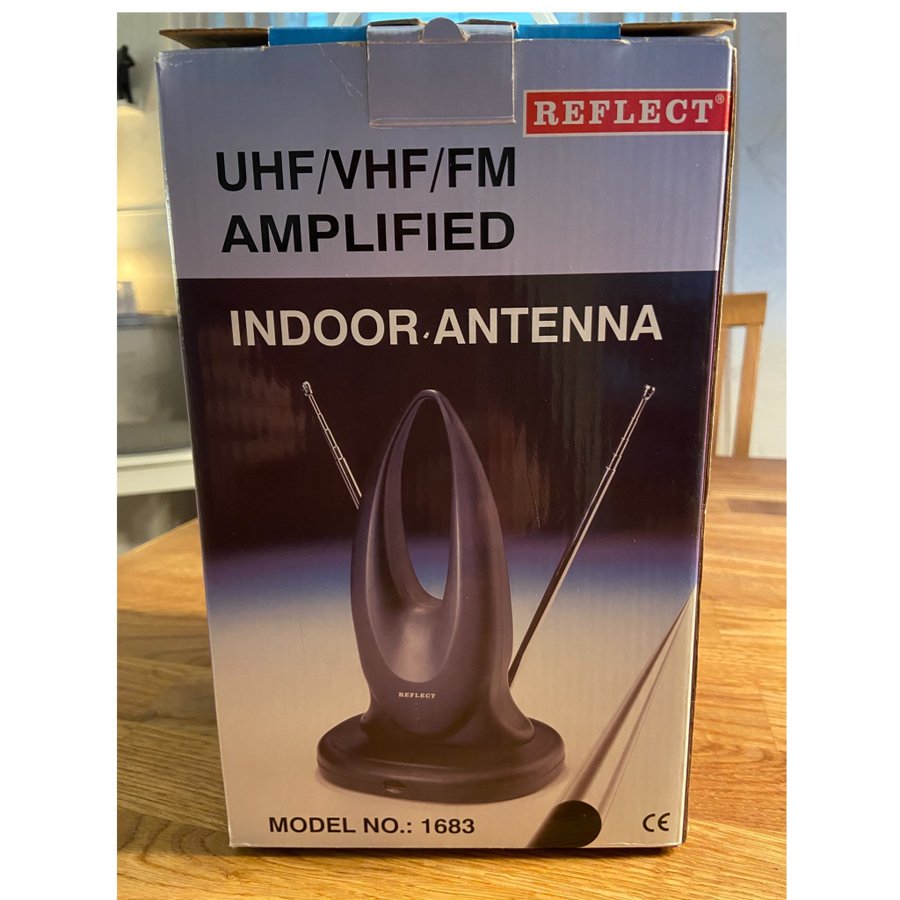 REFLECT®
UHF/VHF/FM
AMPLIFIED
INDOOR ANTENNA
REFLECT
MODEL NO.: 1683
CE